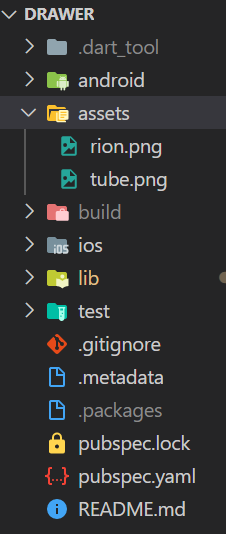 DRAWER
.dart_tool
android
assets
rion.png
tube.png
build
iOS ios
lib
test
.gitignore
.metadata
.packages
pubspec.lock
{...} pubspec.yaml
README.md